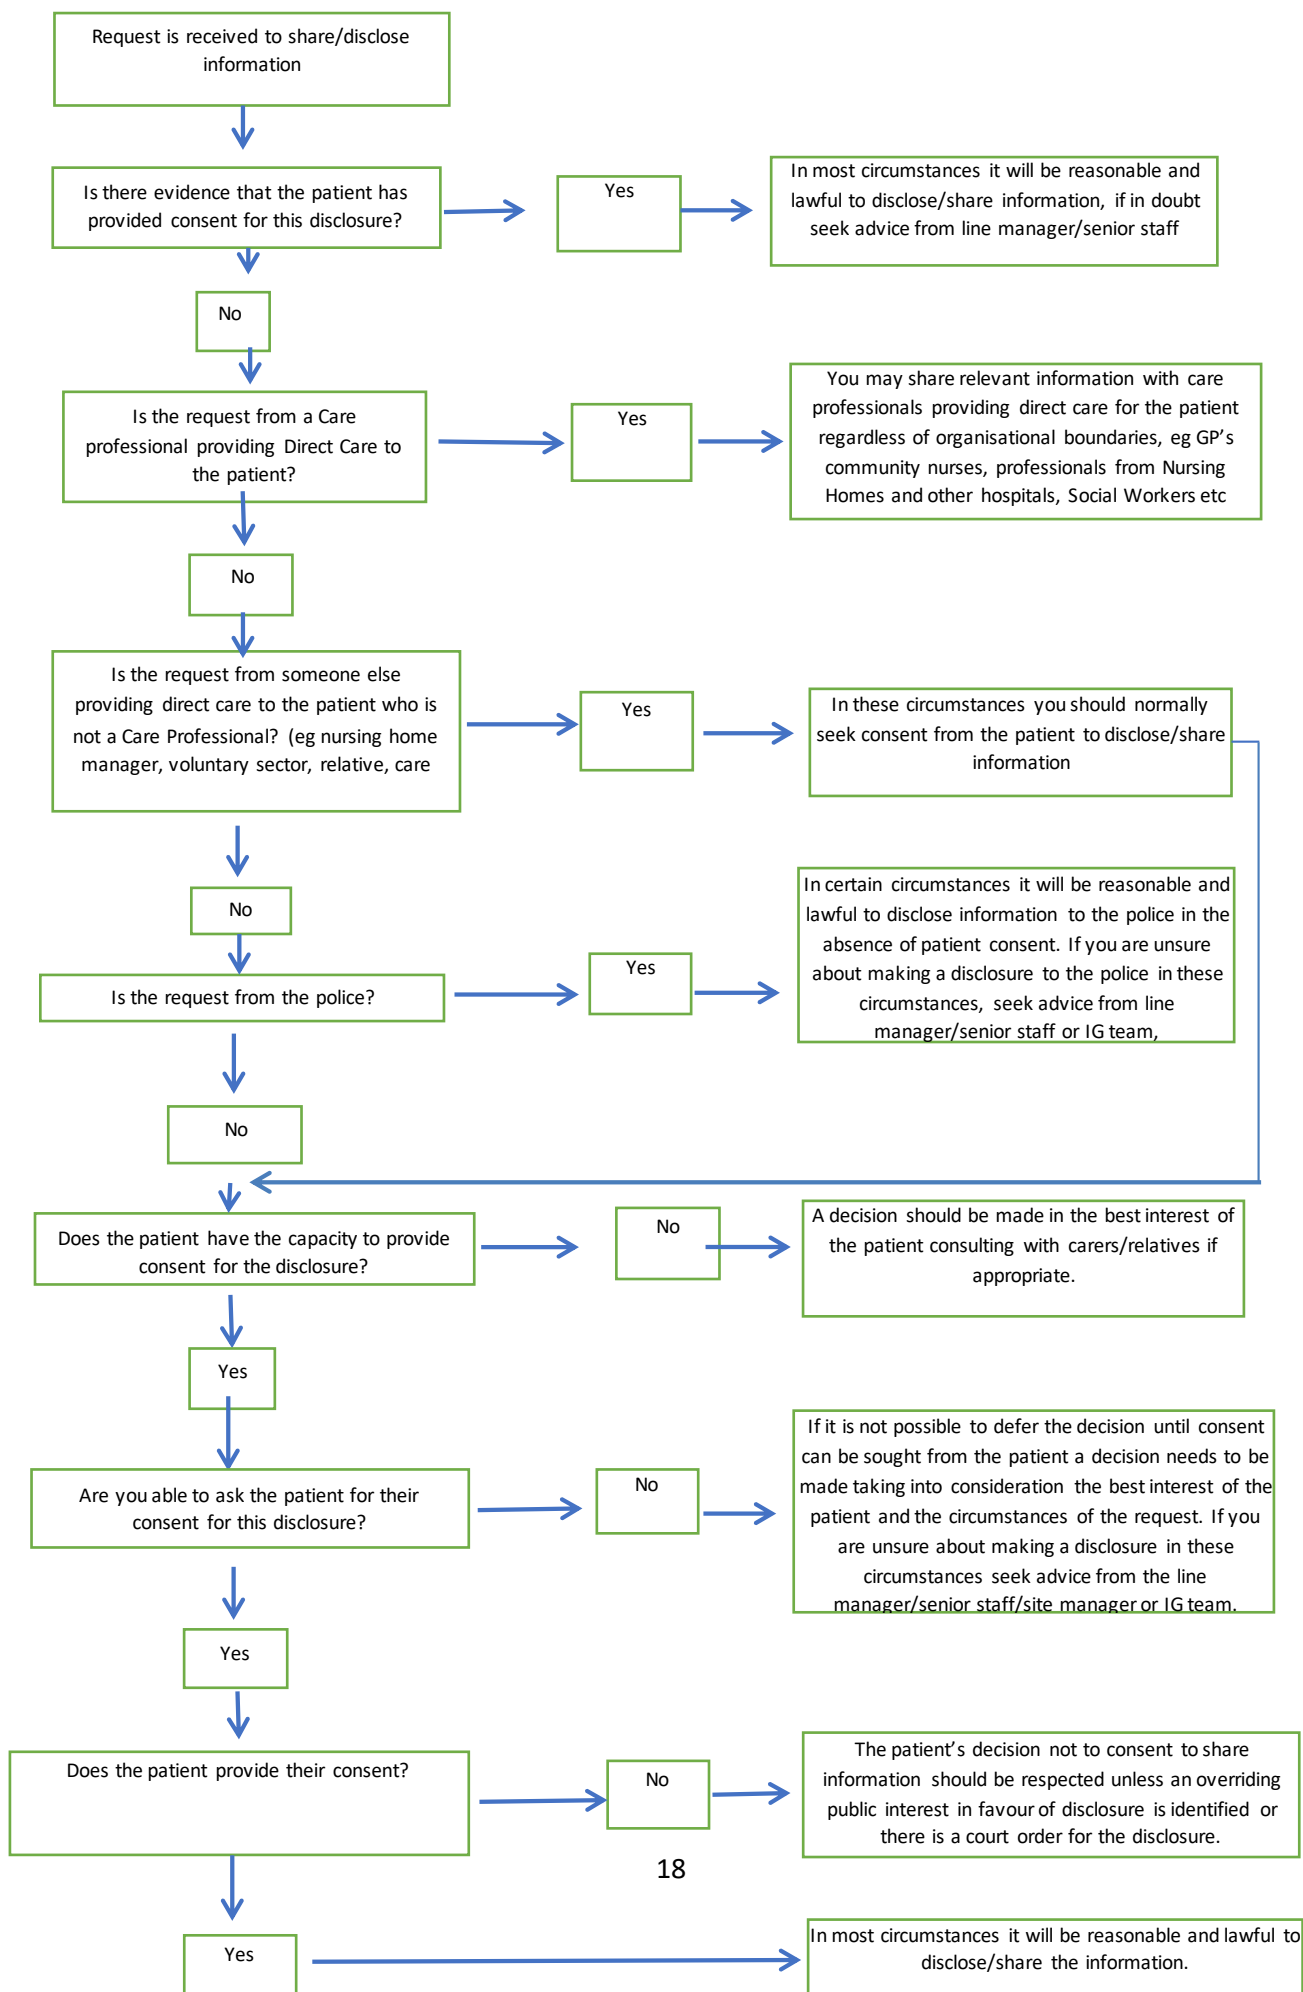 Request is received to share/disclose
information
Is there evidence that the patient has
provided consent for this disclosure?
Yes
In most circumstances it will be reasonable and
lawful to disclose/share information, if in doubt
seek advice from line manager/senior staff
No
Is the request from a Care
professional providing Direct Care to
the patient?
Yes
You may share relevant information with care
professionals providing direct care for the patient
regardless of organisational boundaries, eg GP’s
community nurses, professionals from Nursing
Homes and other hospitals, Social Workers etc
No
Is the request from someone else
providing direct care to the patient who is
not a Care Professional? (eg nursing home
manager, voluntary sector, relative, care
Yes
In these circumstances you should normally
seek consent from the patient to disclose/share
information
No
Is the request from the police?
Yes
In certain circumstances it will be reasonable and
lawful to disclose information to the police in the
absence of patient consent. If you are unsure
about making a disclosure to the police in these
circumstances, seek advice from line
manager/senior staff or IG team,
No
Does the patient have the capacity to provide
consent for the disclosure?
No
A decision should be made in the best interest of
the patient consulting with carers/relatives if
appropriate.
Yes
Are you able to ask the patient for their
consent for this disclosure?
No
If it is not possible to defer the decision until consent
can be sought from the patient a decision needs to be
made taking into consideration the best interest of the
patient and the circumstances of the request. If you
are unsure about making a disclosure in these
circumstances seek advice from the line
manager/senior staff/site manager or IG team.
Yes
Does the patient provide their consent?
No
The patient’s decision not to consent to share
information should be respected unless an overriding
public interest in favour of disclosure is identified or
there is a court order for the disclosure.
18
Yes
In most circumstances it will be reasonable and lawful to
disclose/share the information.